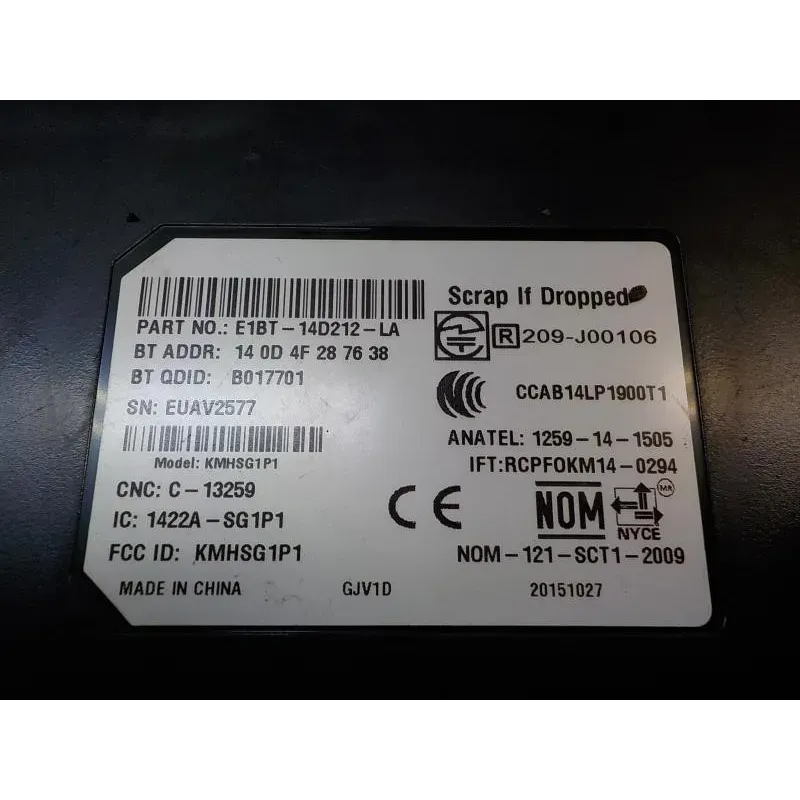 Scrap If Dropped
PART NO.: E1BT-14D212-LA
R 209-J00106
BT ADDR: 14 0D 4F 28 76 38
BT QDID: B017701
CCAB14LP1900T1
SN: EUAV2577
ANATEL: 1259-14-1505
Model: KMHSG1P1
IFT:RCPFOKM14-0294
CNC: C-13259
CE
NOM
MR
NYCE
IC: 1422A-SG1P1
FCC ID: KMHSG1P1
NOM-121-SCT1-2009
MADE IN CHINA
GJV1D
20151027